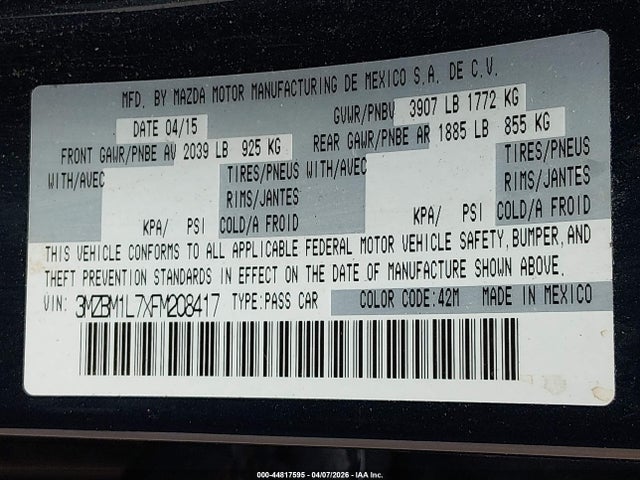 MFD. BY MAZDA MOTOR MANUFACTURING DE MEXICO S.A. DE C.V.
DATE 04/15 GVWR/PNBV 3907 LB 1772 KG
FRONT GAWR/PNBE AV 2039 LB 925 KG REAR GAWR/PNBE AR 1885 LB 855 KG
WITH/AVEC TIRES/PNEUS WITH/AVEC TIRES/PNEUS
RIMS/JANTES RIMS/JANTES
KPA/ PSI COLD/A FROID KPA/ PSI COLD/A FROID
THIS VEHICLE CONFORMS TO ALL APPLICABLE FEDERAL MOTOR VEHICLE SAFETY, BUMPER, AND
THEFT PREVENTION STANDARDS IN EFFECT ON THE DATE OF MANUFACTURE SHOWN ABOVE.
VIN: 3MZBM1L7XFM208417 TYPE:PASS CAR COLOR CODE:42M MADE IN MEXICO
000-44817595 - 04/07/2026 - IAA Inc.